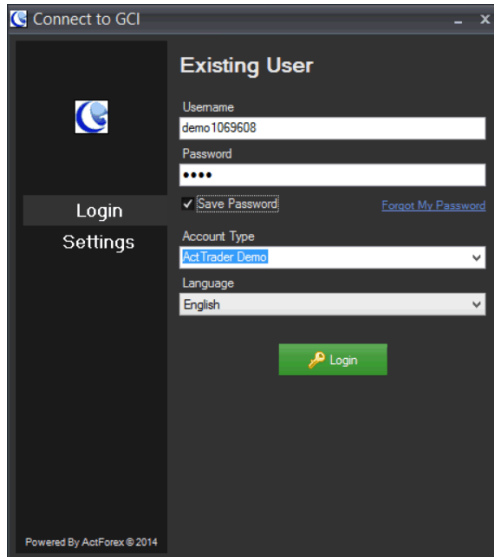 Connect to GCI
Existing User
Username
demo1069608
Password
Save Password
Forgot My Password
Login
Settings
Account Type
ActTrader Demo
Language
English
Login
Powered By ActForex © 2014